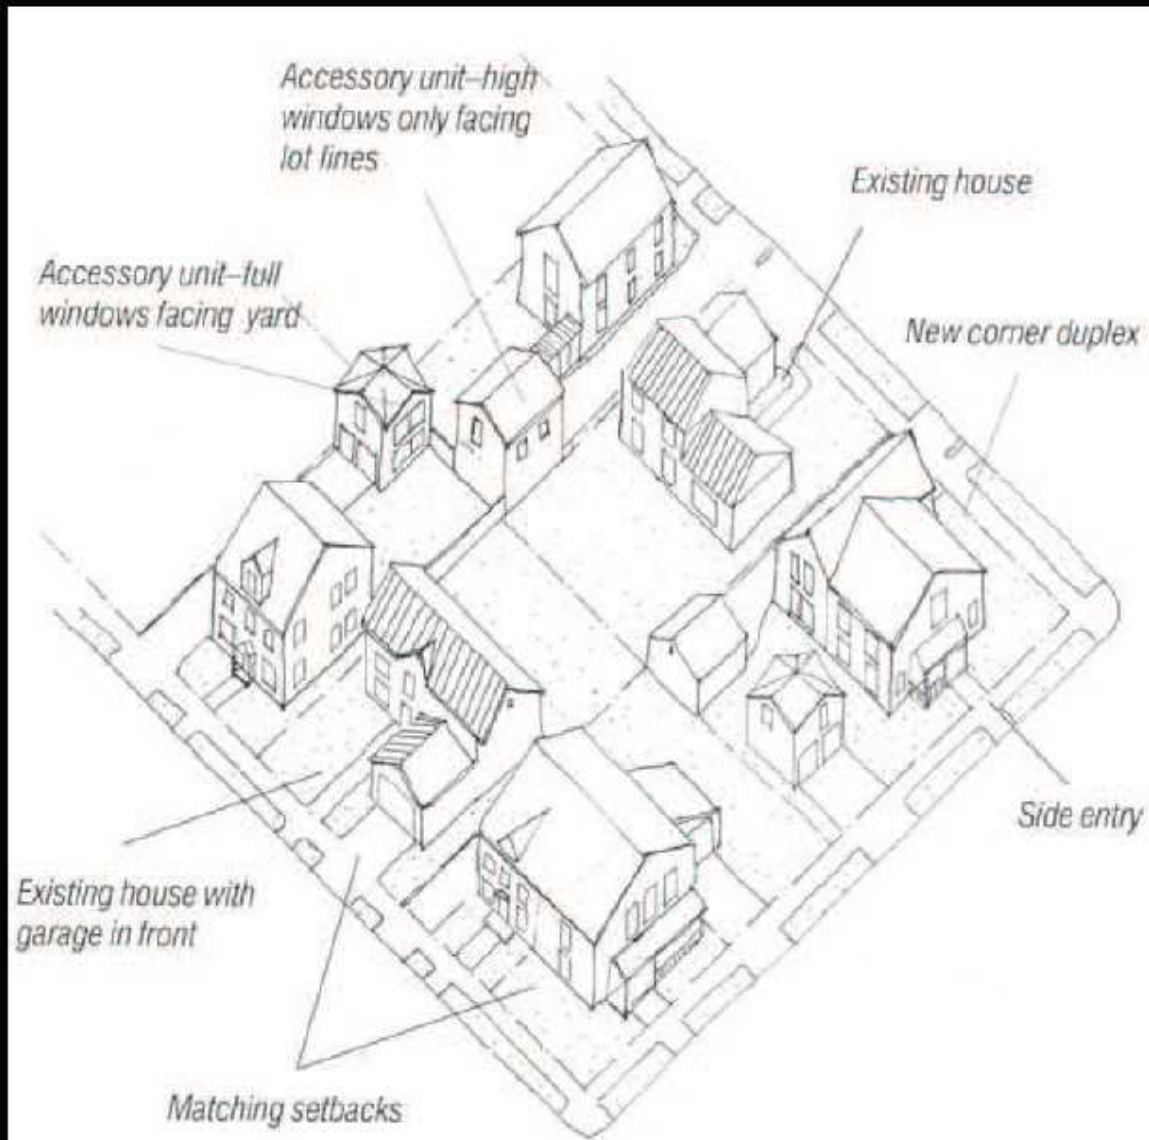 Accessory unit–high
windows only facing
lot lines
Existing house
Accessory unit–full
windows facing yard
New corner duplex
Side entry
Existing house with
garage in front
Matching setbacks